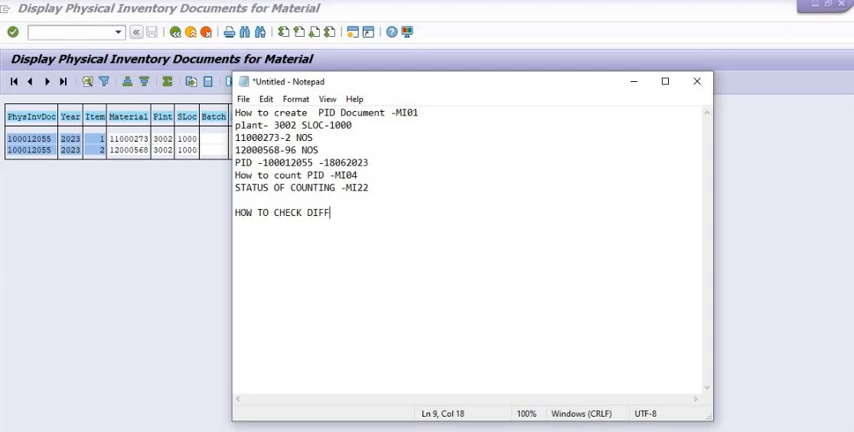 Display Physical Inventory Documents for Material
Display Physical Inventory Documents for Material
PhysInvDoc Year Item Material Plnt SLoc Batch
100012055 2023 1 11000273 3002 1000
100012055 2023 2 12000568 3002 1000
*Untitled - Notepad
File Edit Format View Help
How to create PID Document -MI01
plant- 3002 SLOC-1000
11000273-2 NOS
12000568-96 NOS
PID -100012055 -18062023
How to count PID -MI04
STATUS OF COUNTING -MI22
HOW TO CHECK DIFF
Ln 9, Col 18 100% Windows (CRLF) UTF-8